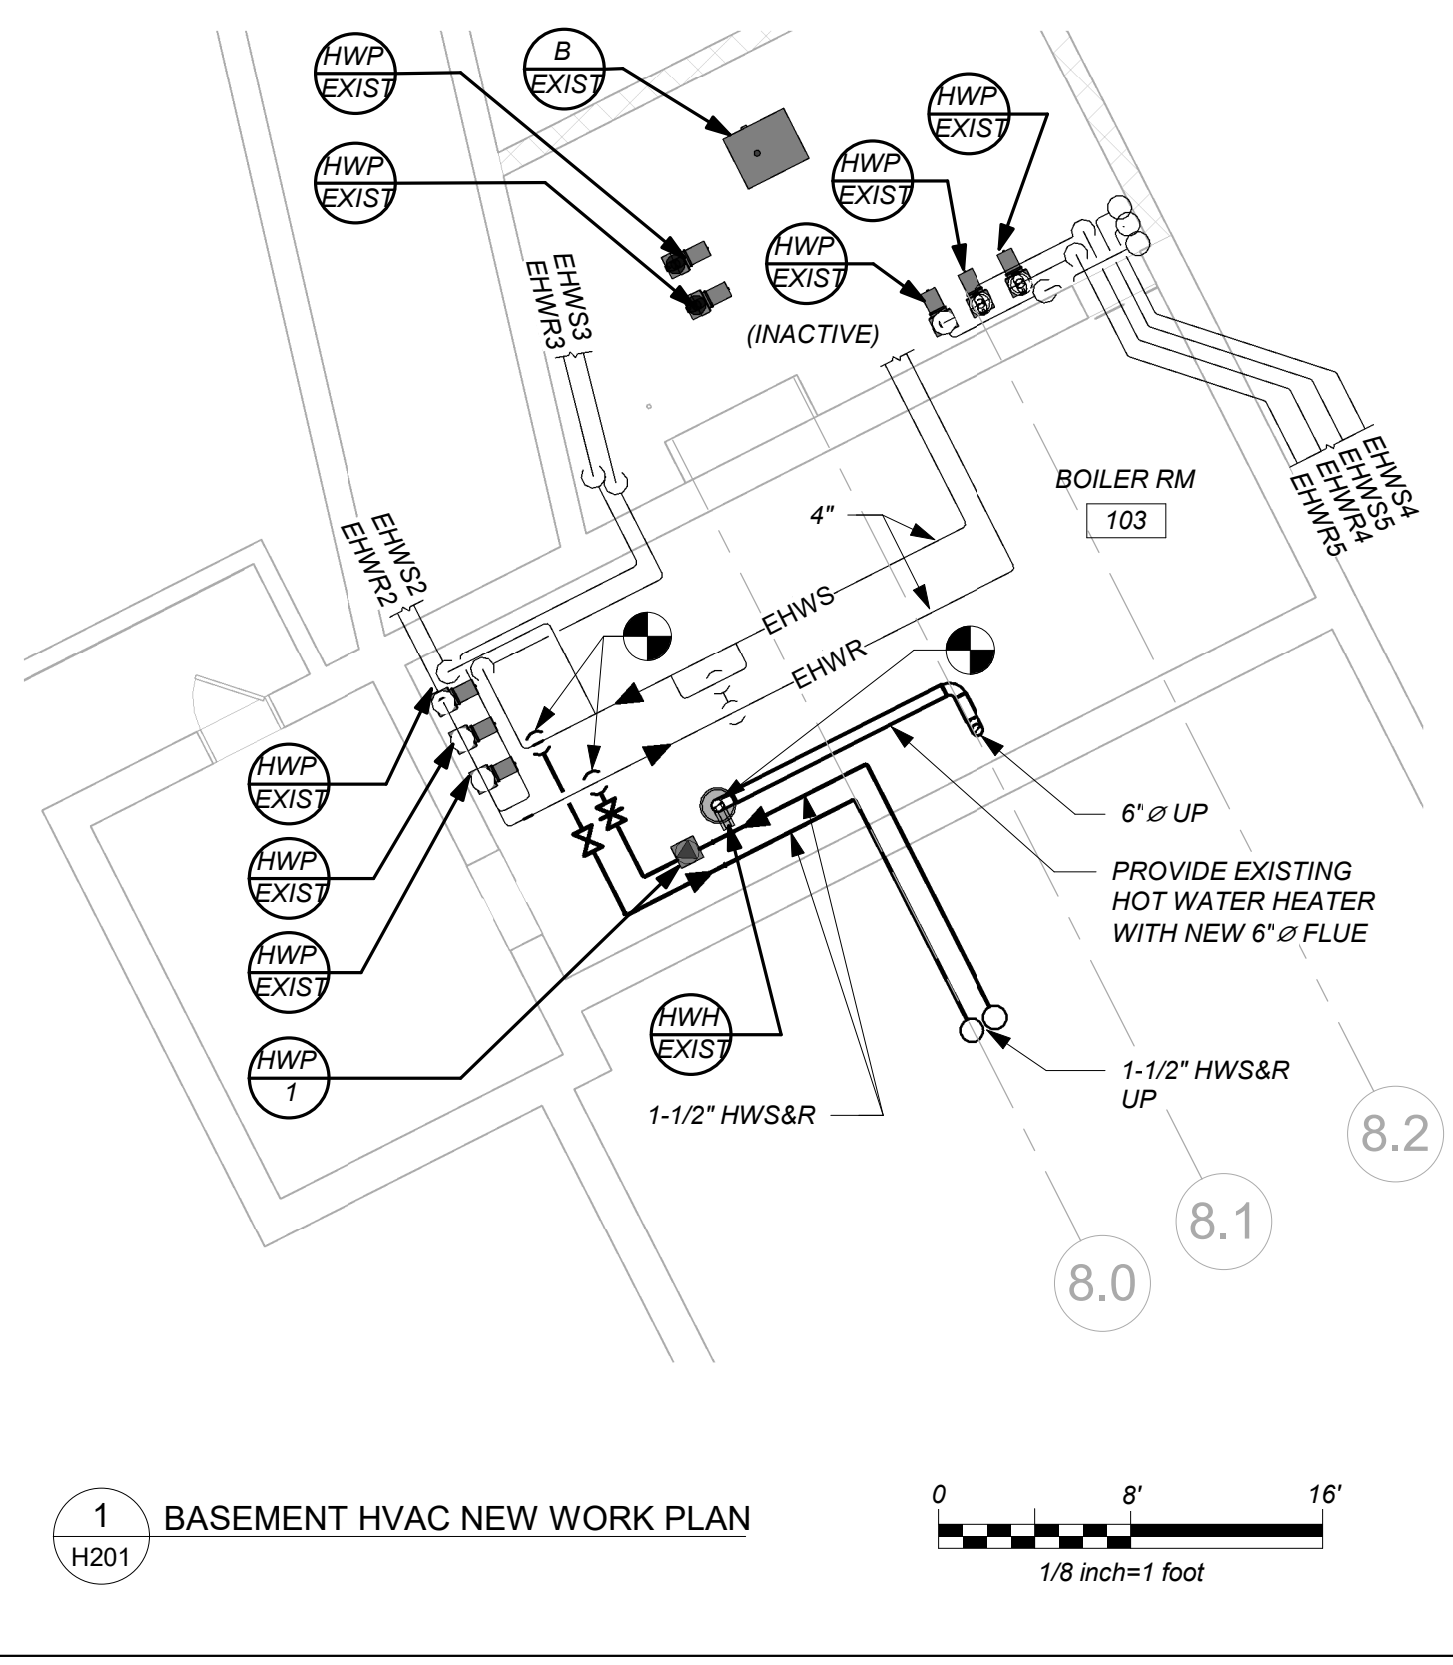 HWP
EXIST
B
EXIST
HWP
EXIST
HWP
EXIST
HWP
EXIST
HWP
EXIST
(INACTIVE)
EHWS3
EHWR3
BOILER RM
103
4"
EHWS4
EHWS5
EHWR4
EHWR5
EHWS2
EHWR2
EHWS
EHWR
HWP
EXIST
HWP
EXIST
HWP
EXIST
HWP
1
6"Ø UP
PROVIDE EXISTING
HOT WATER HEATER
WITH NEW 6"Ø FLUE
HWH
EXIST
1-1/2" HWS&R
1-1/2" HWS&R
UP
8.2
8.1
8.0
1
H201
BASEMENT HVAC NEW WORK PLAN
0 8' 16'
1/8 inch=1 foot